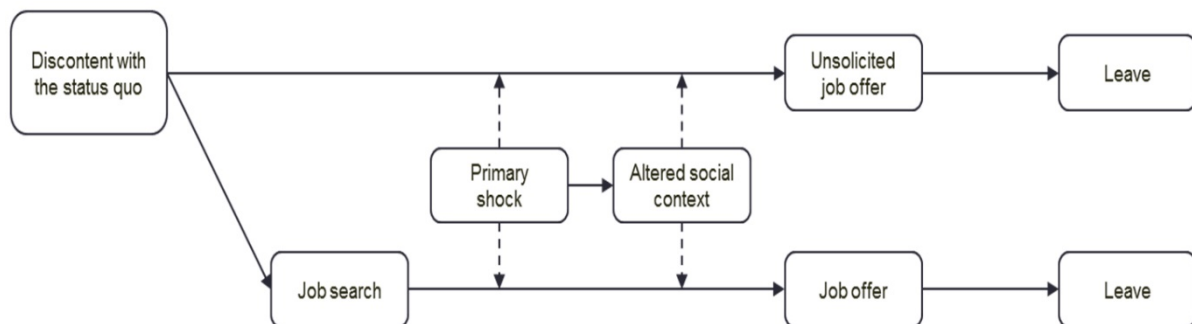 Discontent with
the status quo
Unsolicited
job offer
Leave
Primary
shock
Altered social
context
Job search
Job offer
Leave